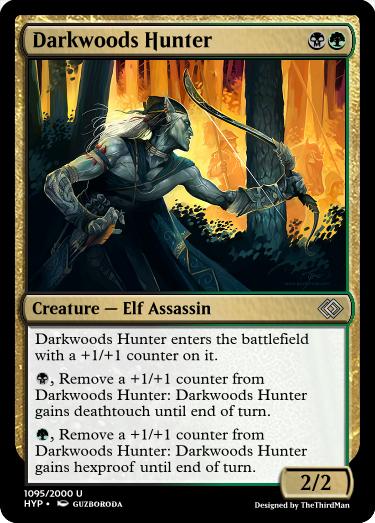 Darkwoods Hunter
Creature — Elf Assassin
Darkwoods Hunter enters the battlefield
with a +1/+1 counter on it.
, Remove a +1/+1 counter from
Darkwoods Hunter: Darkwoods Hunter
gains deathtouch until end of turn.
, Remove a +1/+1 counter from
Darkwoods Hunter: Darkwoods Hunter
gains hexproof until end of turn.
2/2
1095/2000 U
HYP • GUZBORODA
Designed by TheThirdMan